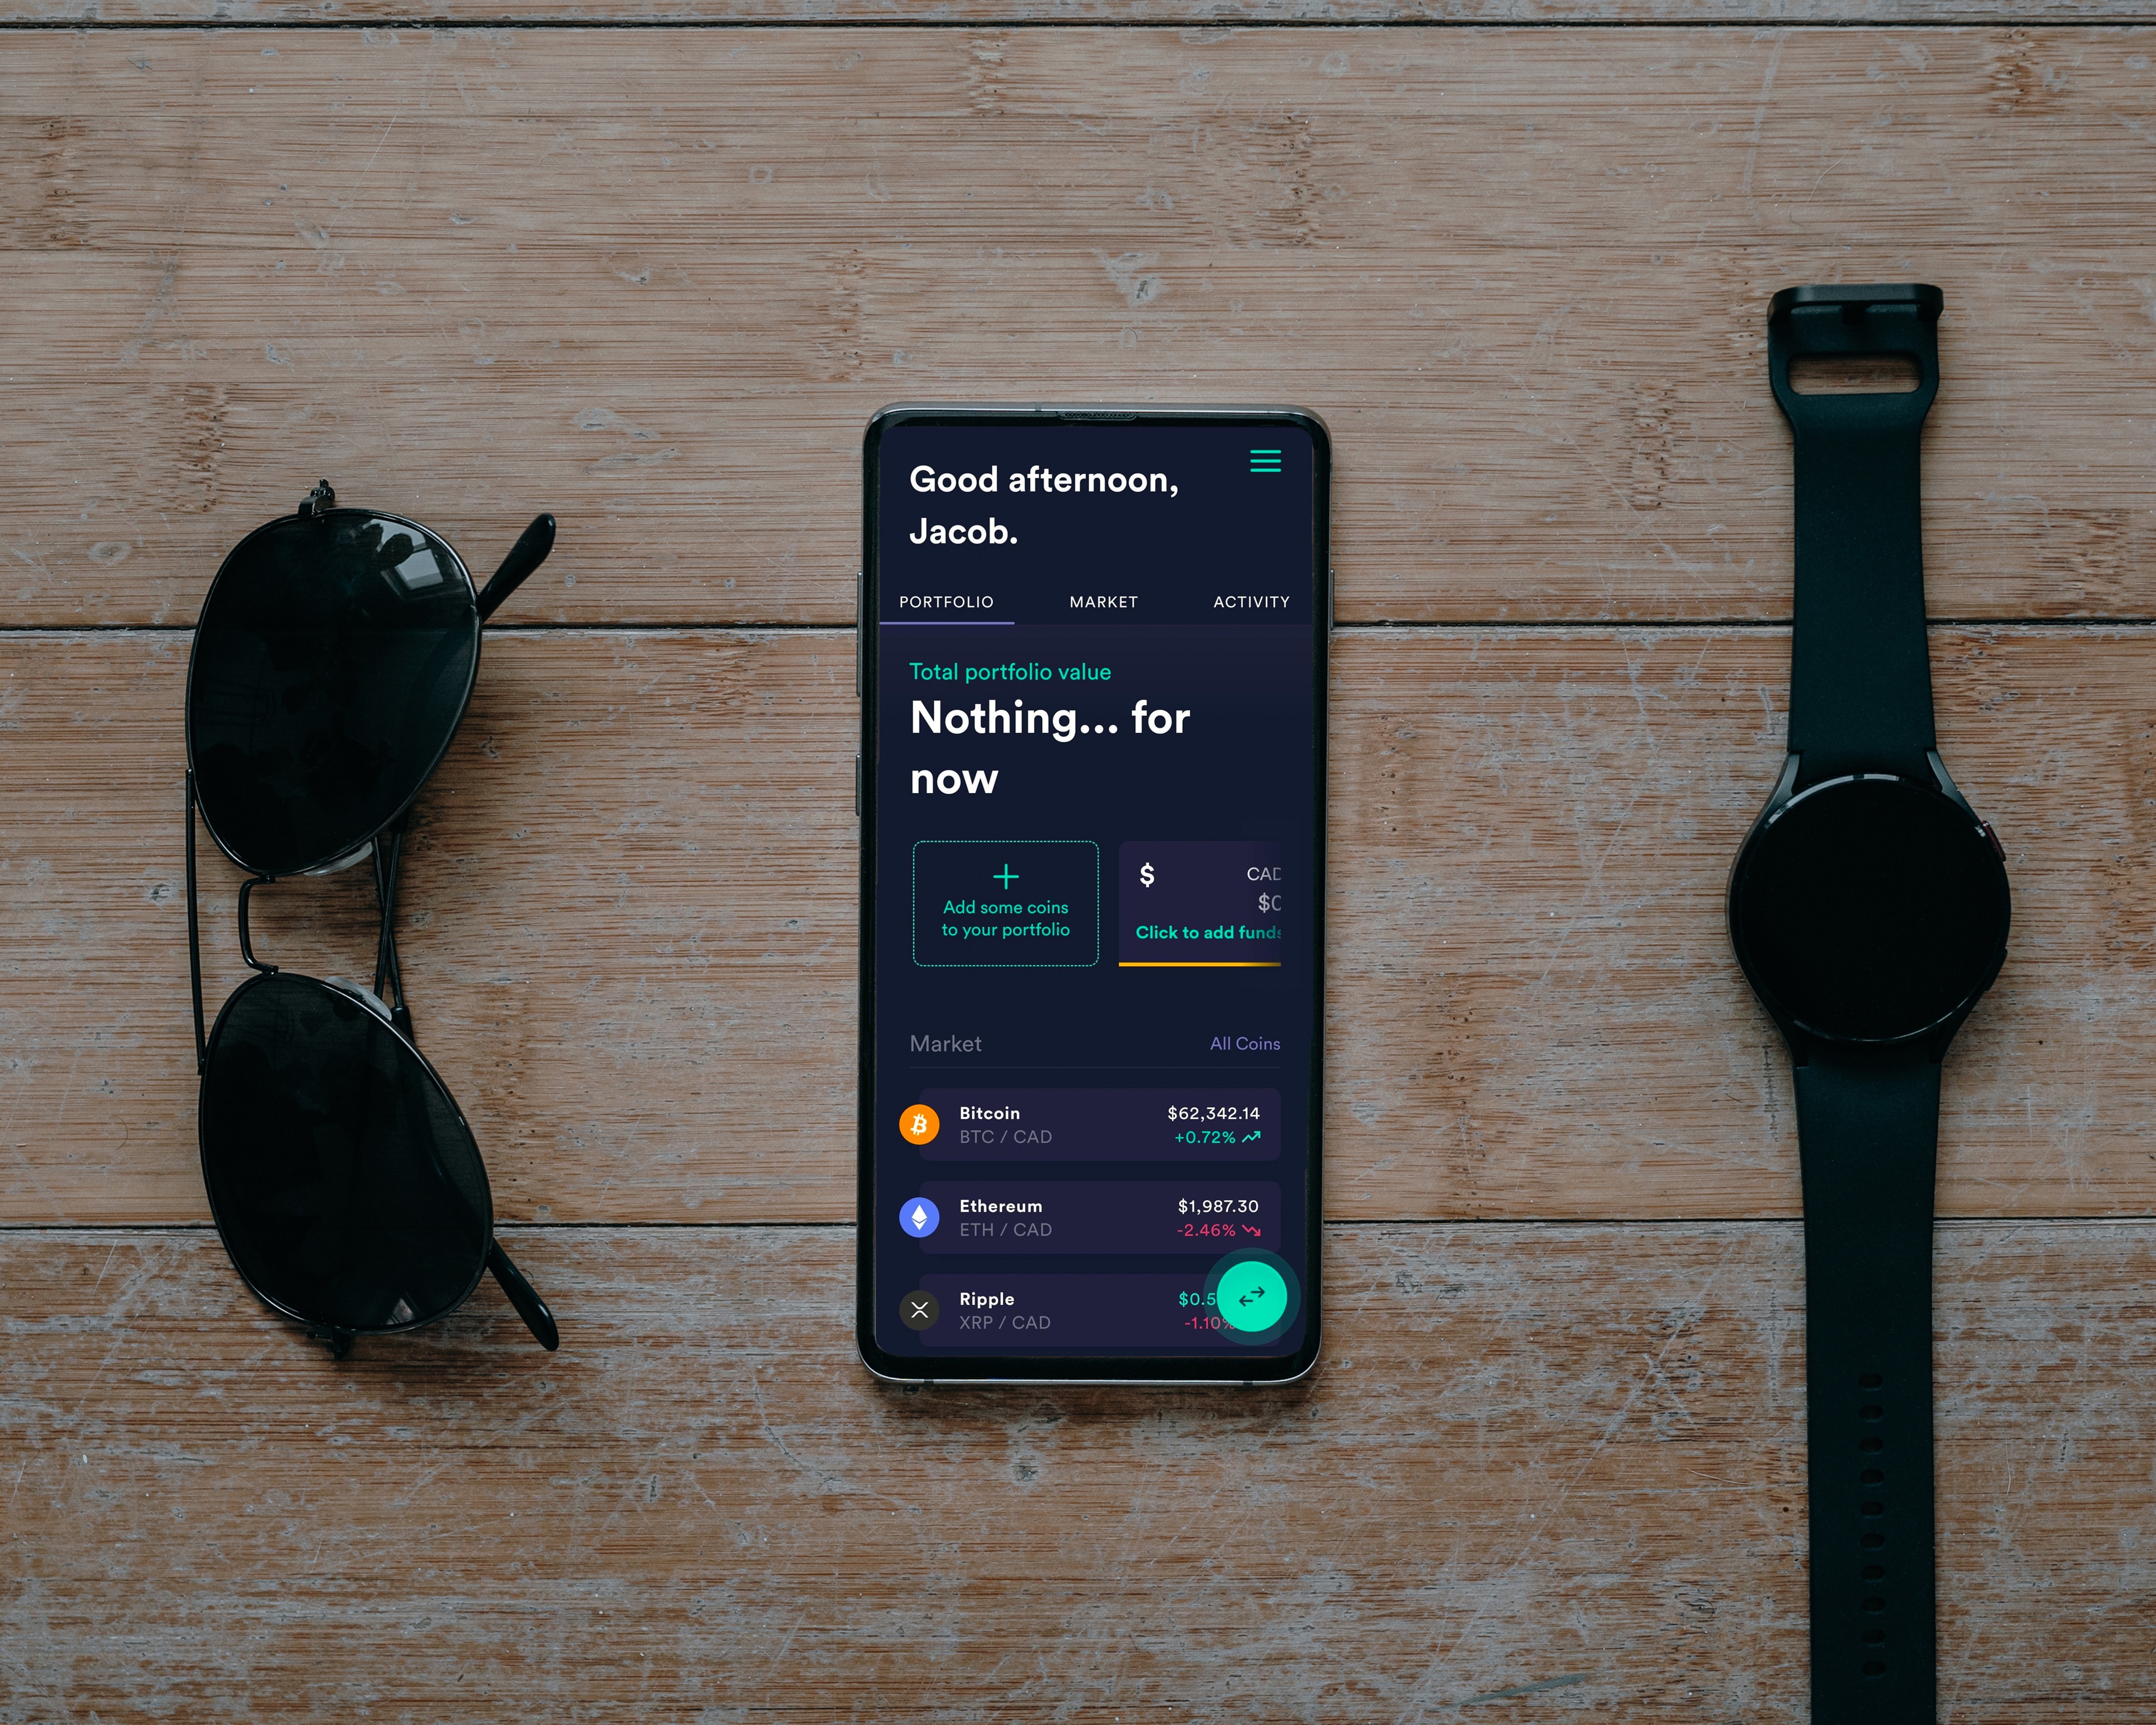 Good afternoon,
Jacob.
PORTFOLIO MARKET ACTIVITY
Total portfolio value
Nothing... for
now
+
Add some coins
to your portfolio
$ CAD
$0
Click to add funds
Market All Coins
Bitcoin $62,342.14
BTC / CAD +0.72%
Ethereum $1,987.30
ETH / CAD -2.46%
Ripple $0.5
XRP / CAD -1.10%